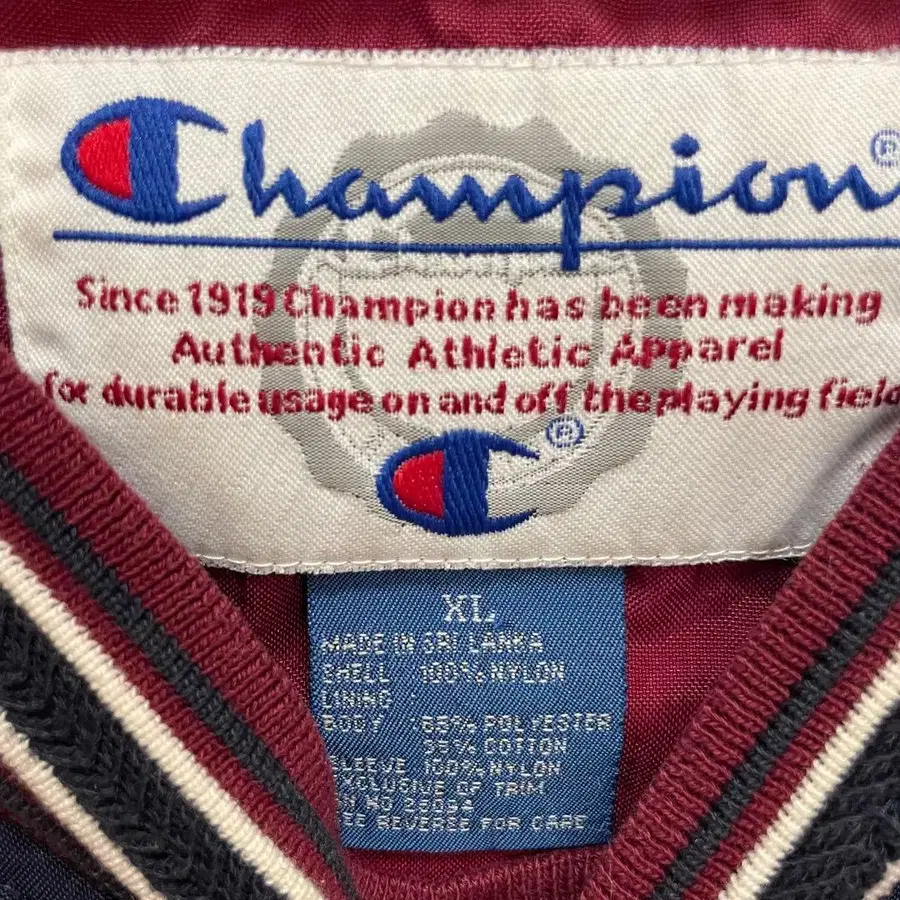 Champion®
Since 1919 Champion has been making
Authentic Athletic Apparel
for durable usage on and off the playing field
®
XL
MADE IN SRI LANKA
SHELL 100% NYLON
LINING
BODY 65% POLYESTER
35% COTTON
SLEEVE 100% NYLON
EXCLUSIVE OF TRIM
RN NO
SEE REVERSE FOR CARE